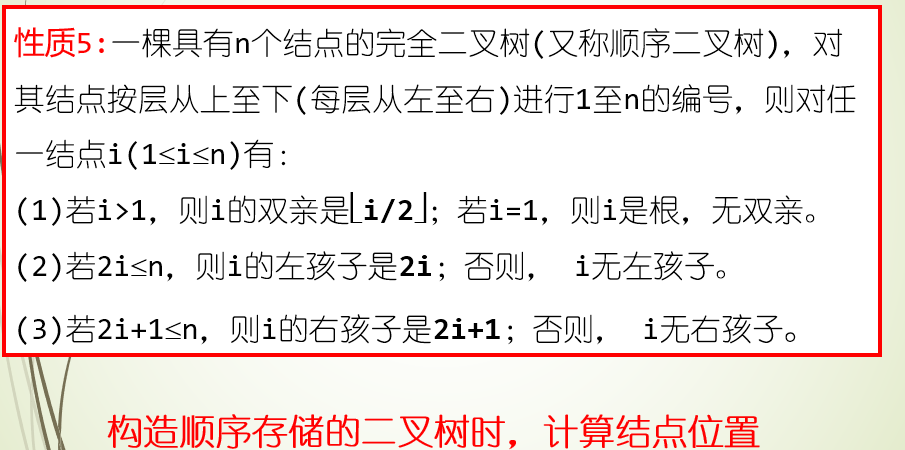 性质5:一棵具有n个结点的完全二叉树(又称顺序二叉树)，对
其结点按层从上至下(每层从左至右)进行1至n的编号，则对任
一结点i(1≤i≤n)有:
(1)若i>1，则i的双亲是⌊i/2⌋；若i=1，则i是根，无双亲。
(2)若2i≤n，则i的左孩子是2i；否则， i无左孩子。
(3)若2i+1≤n，则i的右孩子是2i+1；否则， i无右孩子。
构造顺序存储的二叉树时，计算结点位置